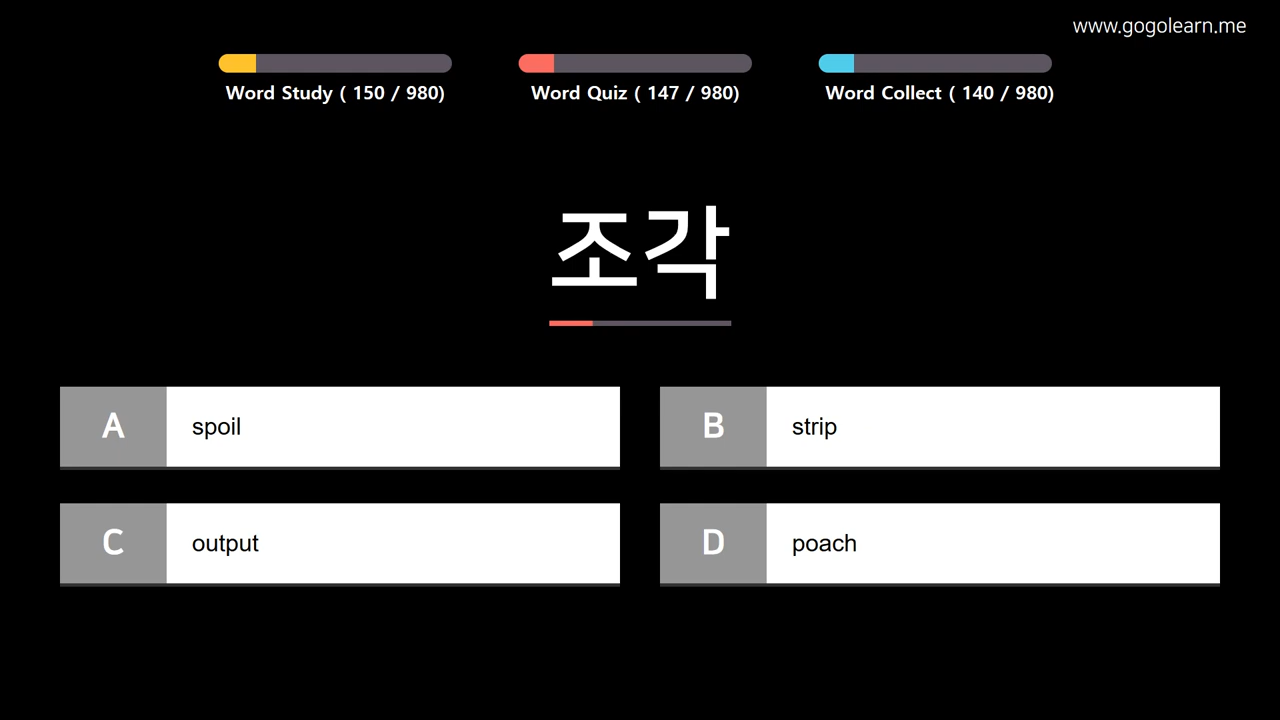 www.gogolearn.me
Word Study ( 150 / 980)
Word Quiz ( 147 / 980)
Word Collect ( 140 / 980)
조각
A spoil
B strip
C output
D poach